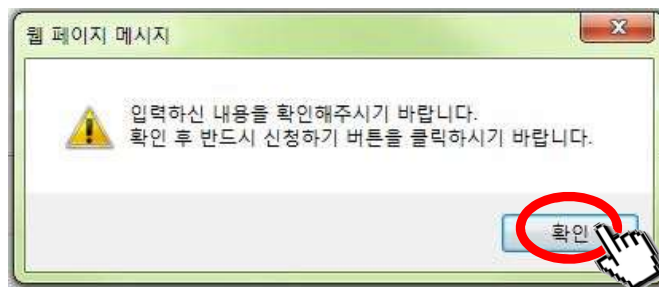 웹 페이지 메시지
입력하신 내용을 확인해주시기 바랍니다.
확인 후 반드시 신청하기 버튼을 클릭하시기 바랍니다.
확인